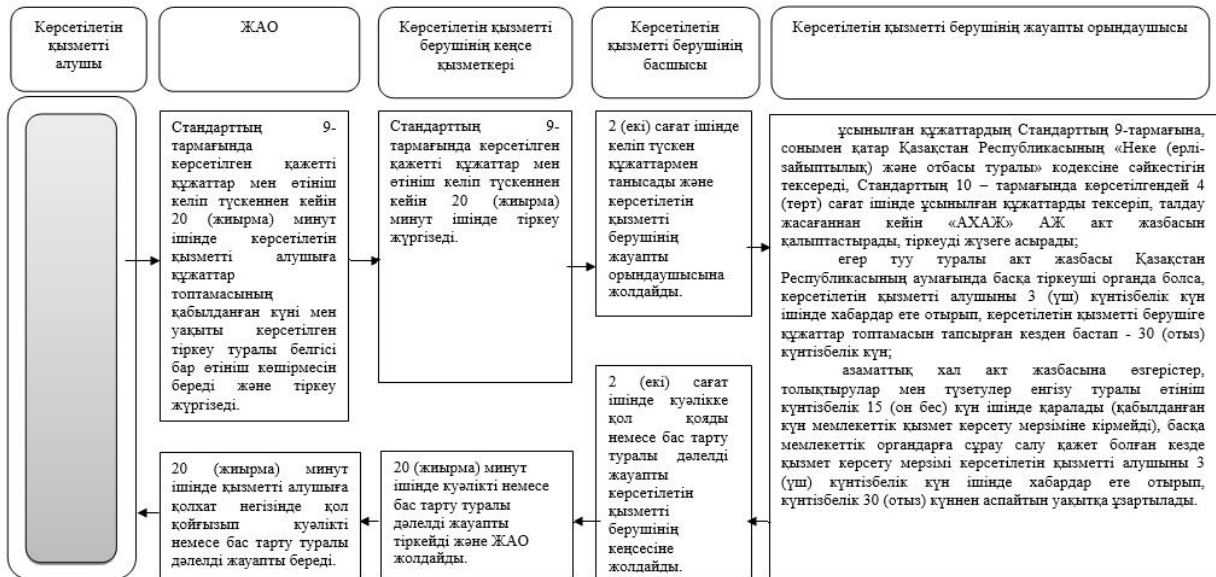 Көрсетілетін
қызметті
алушы
ЖАО
Көрсетілетін қызметті
берушінің кеңсе
қызметкері
Көрсетілетін
қызметті берушінің
басшысы
Көрсетілетін қызметті берушінің жауапты орындаушысы
Стандарттың 9-
тармағында
көрсетілген қажетті
құжаттар мен өтініш
келіп түскеннен кейін
20 (жиырма) минут
ішінде көрсетілетін
қызметті алушыға
құжаттар
топтамасының
қабылданған күні мен
уақыты көрсетілген
тіркеу туралы белгісі
бар өтініш көшірмесін
береді және тіркеу
жүргізеді.
Стандарттың 9-
тармағында көрсетілген
қажетті құжаттар мен
өтініш келіп түскеннен
кейін 20 (жиырма)
минут ішінде тіркеу
жүргізеді.
2 (екі) сағат ішінде
келіп түскен
құжаттармен
танысады және
көрсетілетін
қызметті
берушінің
жауапты
орындаушысына
жолдайды.
ұсынылған құжаттардың Стандарттың 9-тармағына,
сонымен қатар Қазақстан Республикасының «Неке (ерлі-
зайыптылық) және отбасы туралы» кодексіне сәйкестігін
тексереді, Стандарттың 10 – тармағында көрсетілгендей 4
(төрт) сағат ішінде ұсынылған құжаттарды тексеріп, талдау
жасағаннан кейін «АХАЖ» АЖ акт жазбасын
қалыптастырады, тіркеуді жүзеге асырады;
егер туу туралы акт жазбасы Қазақстан
Республикасының аумағында басқа тіркеуші органда болса,
көрсетілетін қызметті алушыны 3 (үш) күнтізбелік күн
ішінде хабардар ете отырып, көрсетілетін қызметті берушіге
құжаттар топтамасын тапсырған кезден бастап - 30 (отыз)
күнтізбелік күн;
азаматтық хал акт жазбасына өзгерістер,
толықтырулар мен түзетулер енгізу туралы өтініш
күнтізбелік 15 (он бес) күн ішінде қаралады (қабылданған
күн мемлекеттік қызмет көрсету мерзіміне кірмейді), басқа
мемлекеттік органдарға сұрау салу қажет болған кезде
қызмет көрсету мерзімі көрсетілетін қызметті алушыны 3
(үш) күнтізбелік күн ішінде хабардар ете отырып,
күнтізбелік 30 (отыз) күннен аспайтын уақытқа ұзартылады.
2 (екі) сағат
ішінде куәлікке
қол қояды
немесе бас тарту
туралы дәлелді
жауапты
көрсетілетін
қызметті
берушінің
кеңсесіне
жолдайды.
20 (жиырма) минут
ішінде куәлікті немесе
бас тарту туралы
дәлелді жауапты
тіркейді және ЖАО
жолдайды.
20 (жиырма) минут
ішінде қызметті алушыға
қолхат негізінде қол
қойғызып куәлікті
немесе бас тарту туралы
дәлелді жауапты береді.